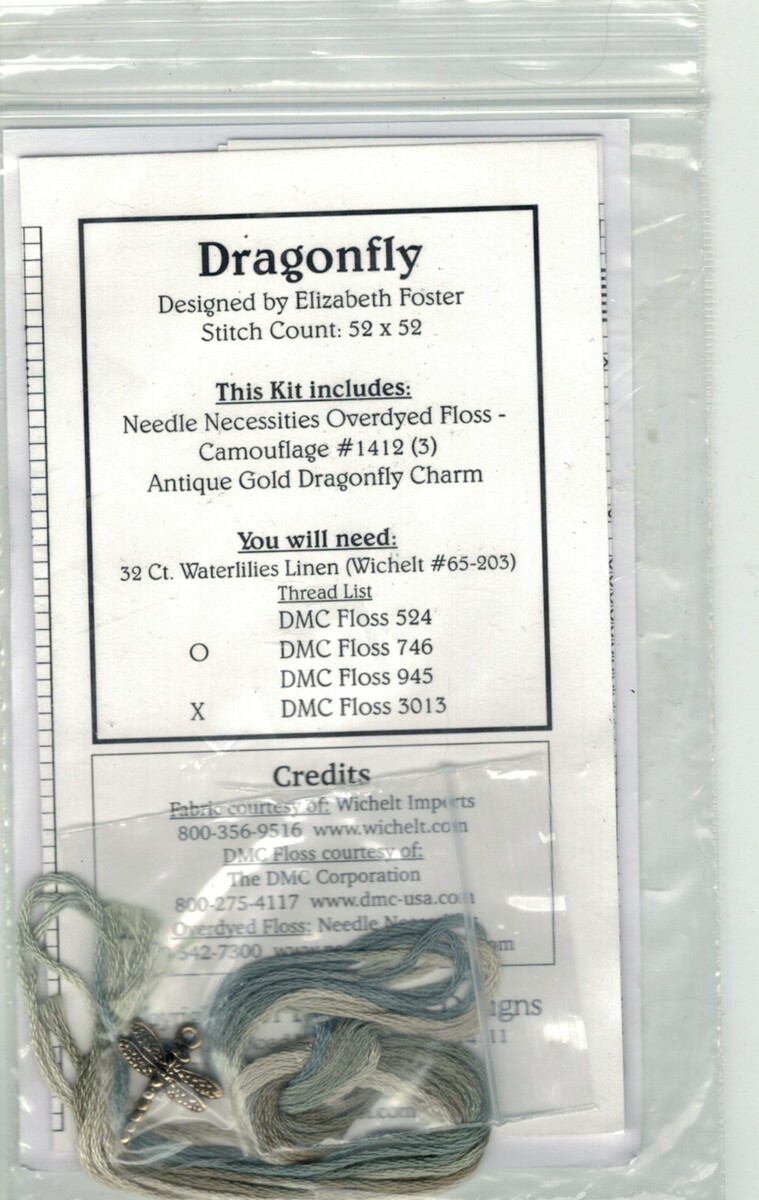 Dragonfly
Designed by Elizabeth Foster
Stitch Count: 52 x 52
This Kit includes:
Needle Necessities Overdyed Floss -
Camouflage #1412 (3)
Antique Gold Dragonfly Charm
You will need:
32 Ct. Waterlilies Linen (Wichelt #65-203)
Thread List
DMC Floss 524
O DMC Floss 746
DMC Floss 945
X DMC Floss 3013
Credits
Fabric courtesy of: Wichelt Imports
800-356-9516 www.wichelt.com
DMC Floss courtesy of:
The DMC Corporation
800-275-4117 www.dmc-usa.com
Overdyed Floss: Needle
542-7300